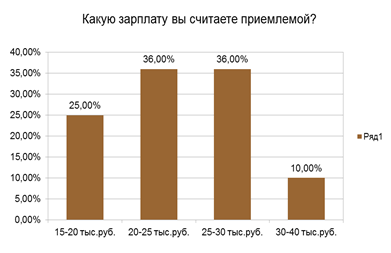 Какую зарплату вы считаете приемлемой?
40,00%
35,00%
30,00%
25,00%
20,00%
15,00%
10,00%
5,00%
0,00%
25,00%
36,00%
36,00%
10,00%
15-20 тыс.руб.
20-25 тыс.руб.
25-30 тыс.руб.
30-40 тыс.руб.
Ряд1